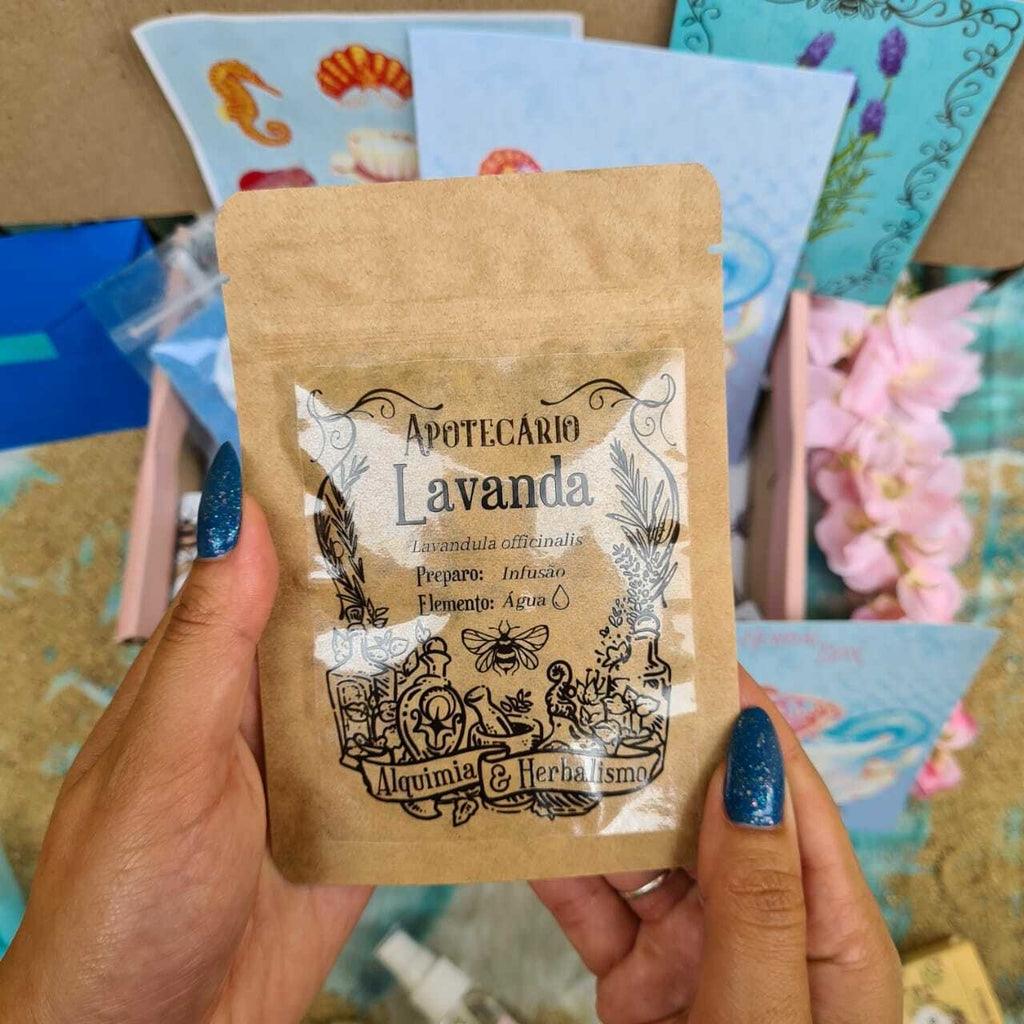 Apotecário
Lavanda
Lavandula officinalis
Preparo: Infusão
Elemento: Água
Alquimia & Herbalismo